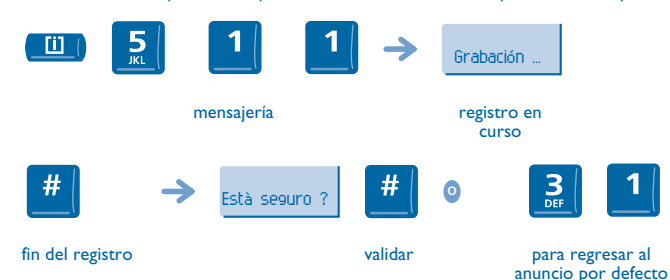 5 JKL 1 1 Grabación ...
mensajería
registro en
curso
# Està seguro ? # o 3 DEF 1
fin del registro
validar
para regresar al
anuncio por defecto